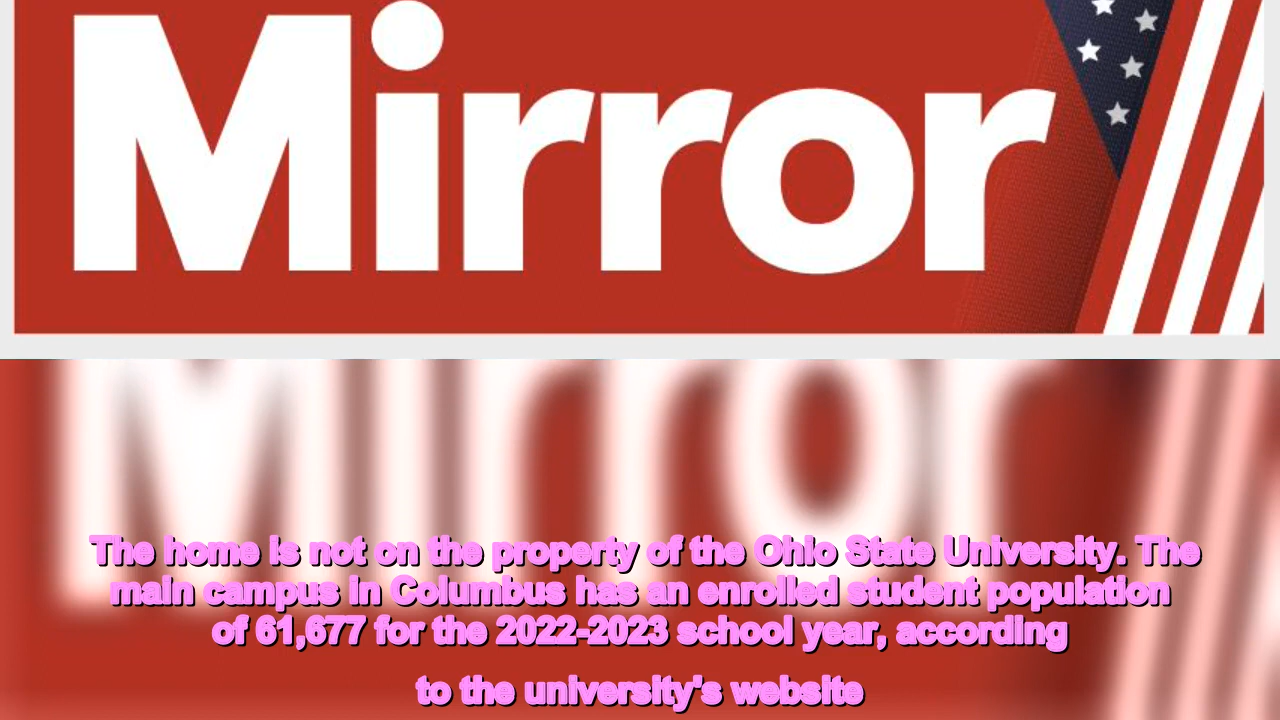 Mirror
Mirror
The home is not on the property of the Ohio State University. The
main campus in Columbus has an enrolled student population
of 61,677 for the 2022-2023 school year, according
to the university's website